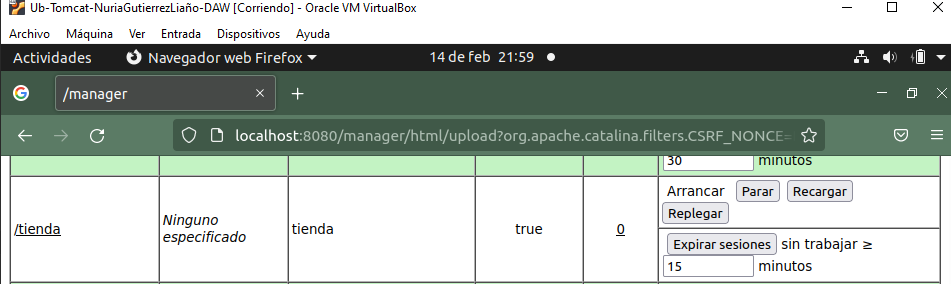 Ub-Tomcat-NuriaGutierrezLiaño-DAW [Corriendo] - Oracle VM VirtualBox
Archivo Máquina Ver Entrada Dispositivos Ayuda
Actividades Navegador web Firefox 14 de feb 21:59
/manager
localhost:8080/manager/html/upload?org.apache.catalina.filters.CSRF_NONCE=
30 minutos
/tienda
Ninguno
especificado
tienda
true
0
Arrancar Parar Recargar
Replegar
Expirar sesiones sin trabajar ≥
15 minutos